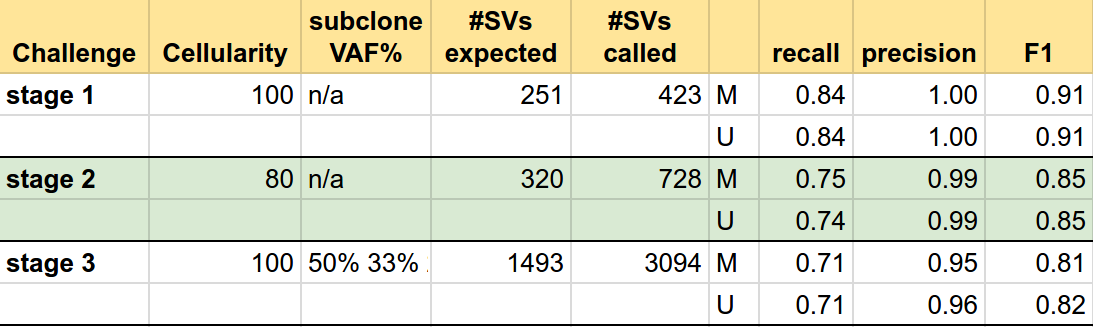 Challenge Cellularity subclone VAF% #SVs expected #SVs called recall precision F1
stage 1 100 n/a 251 423 M 0.84 1.00 0.91
U 0.84 1.00 0.91
stage 2 80 n/a 320 728 M 0.75 0.99 0.85
U 0.74 0.99 0.85
stage 3 100 50% 33% 1493 3094 M 0.71 0.95 0.81
U 0.71 0.96 0.82